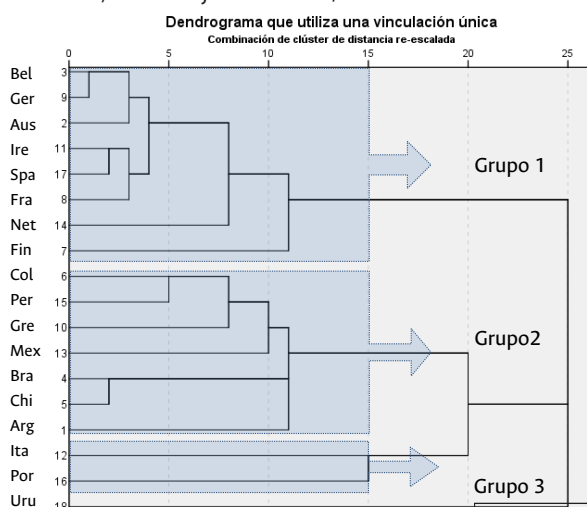 Dendrograma que utiliza una vinculación única
Combinación de clúster de distancia re-escalada
0 5 10 15 20 25
Bel 3
Ger 9
Aus 2
Ire 11
Spa 17
Fra 8
Net 14
Fin 7
Col 6
Per 15
Gre 10
Mex 13
Bra 4
Chi 5
Arg 1
Ita 12
Por 16
Uru 18
Grupo 1
Grupo2
Grupo 3